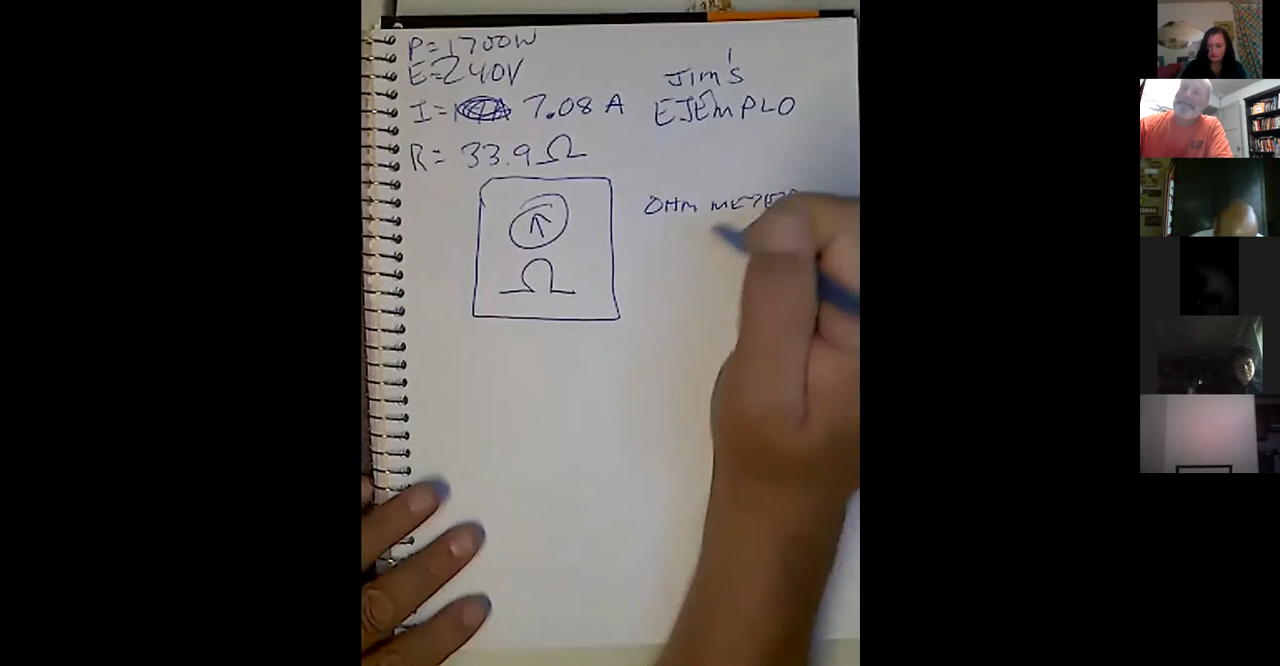 P=1700W
E=240V
I= 7.08 A
R= 33.9 Ω
Jim's
EJEMPLO
Ω
OHM METER